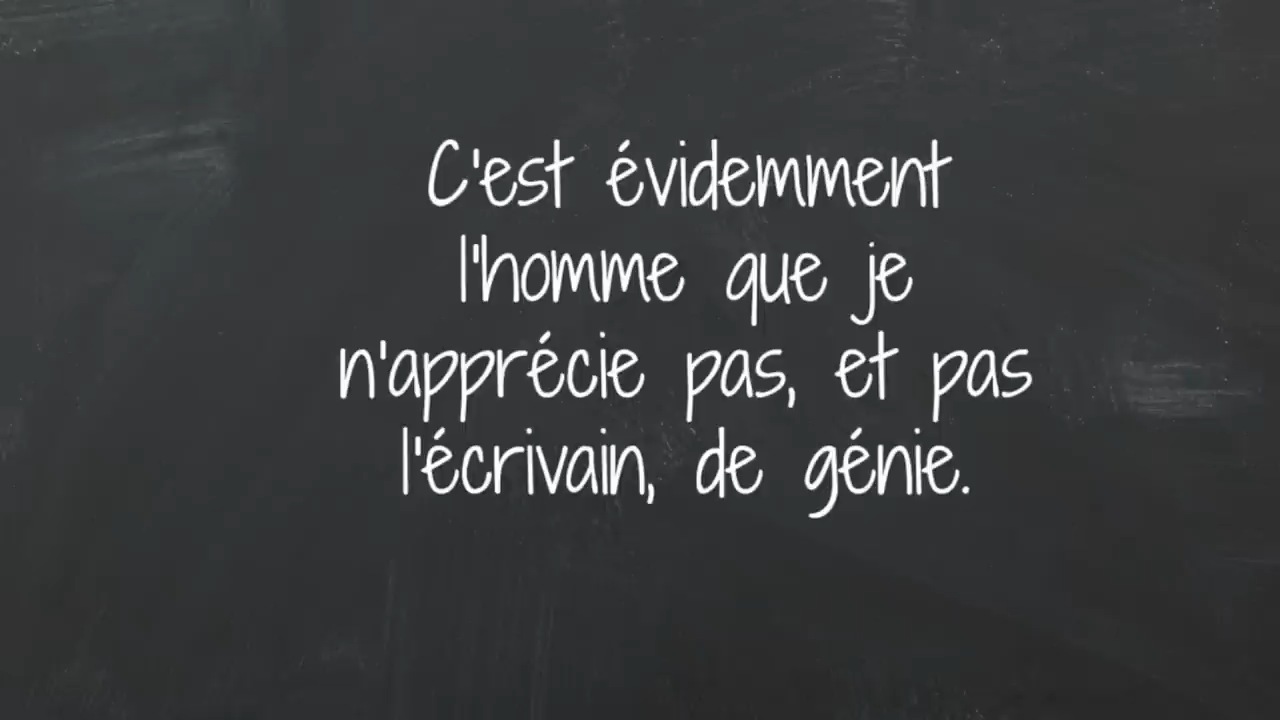 C'est évidemment
l'homme que je
n'apprécie pas, et pas
l'écrivain, de génie.